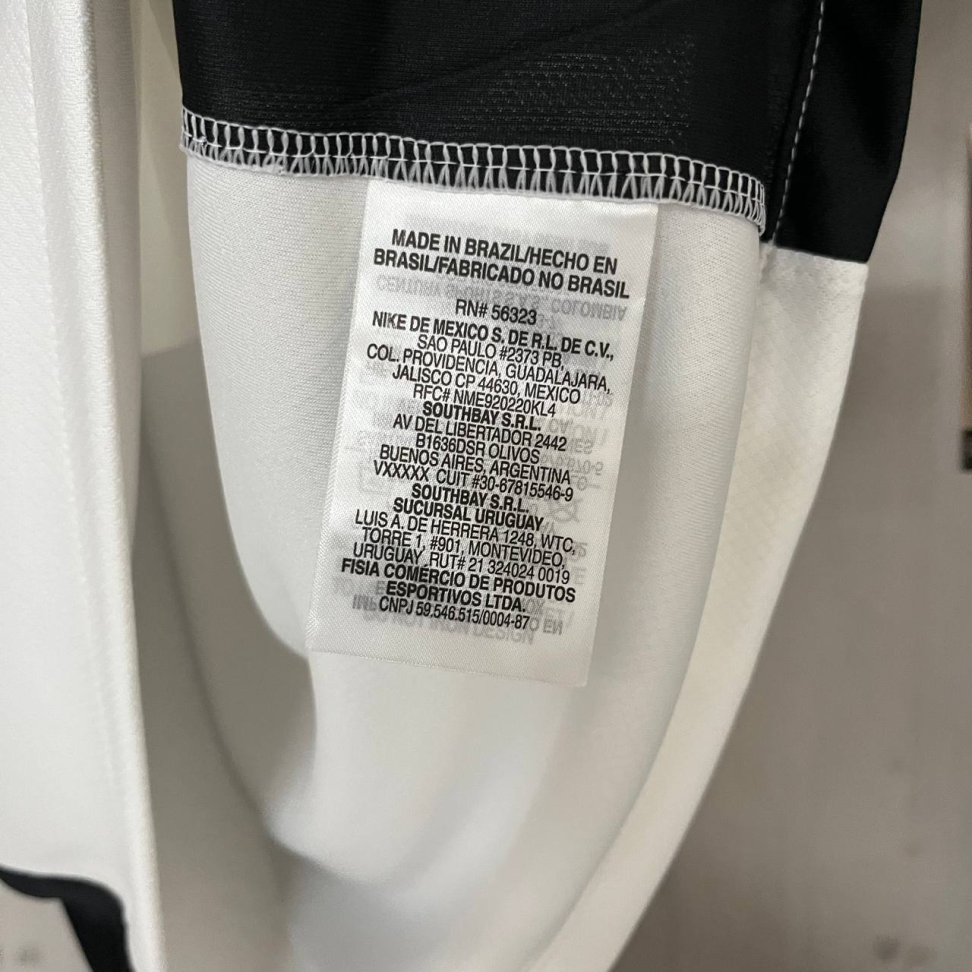 MADE IN BRAZIL/HECHO EN
BRASIL/FABRICADO NO BRASIL
RN# 56323
NIKE DE MEXICO S. DE R.L. DE C.V.,
SAO PAULO #2373 PB,
COL. PROVIDENCIA, GUADALAJARA,
JALISCO CP 44630, MEXICO
RFC# NME920220KL4
SOUTHBAY S.R.L.
AV DEL LIBERTADOR 2442
B1636DSR OLIVOS
BUENOS AIRES, ARGENTINA
VXXXXX CUIT #30-67815546-9
SOUTHBAY S.R.L.
SUCURSAL URUGUAY
LUIS A. DE HERRERA 1248, WTC,
TORRE 1, #901, MONTEVIDEO,
URUGUAY, RUT# 21 324024 0019
FISIA COMERCIO DE PRODUTOS
ESPORTIVOS LTDA.
CNPJ 59.546.515/0004-87